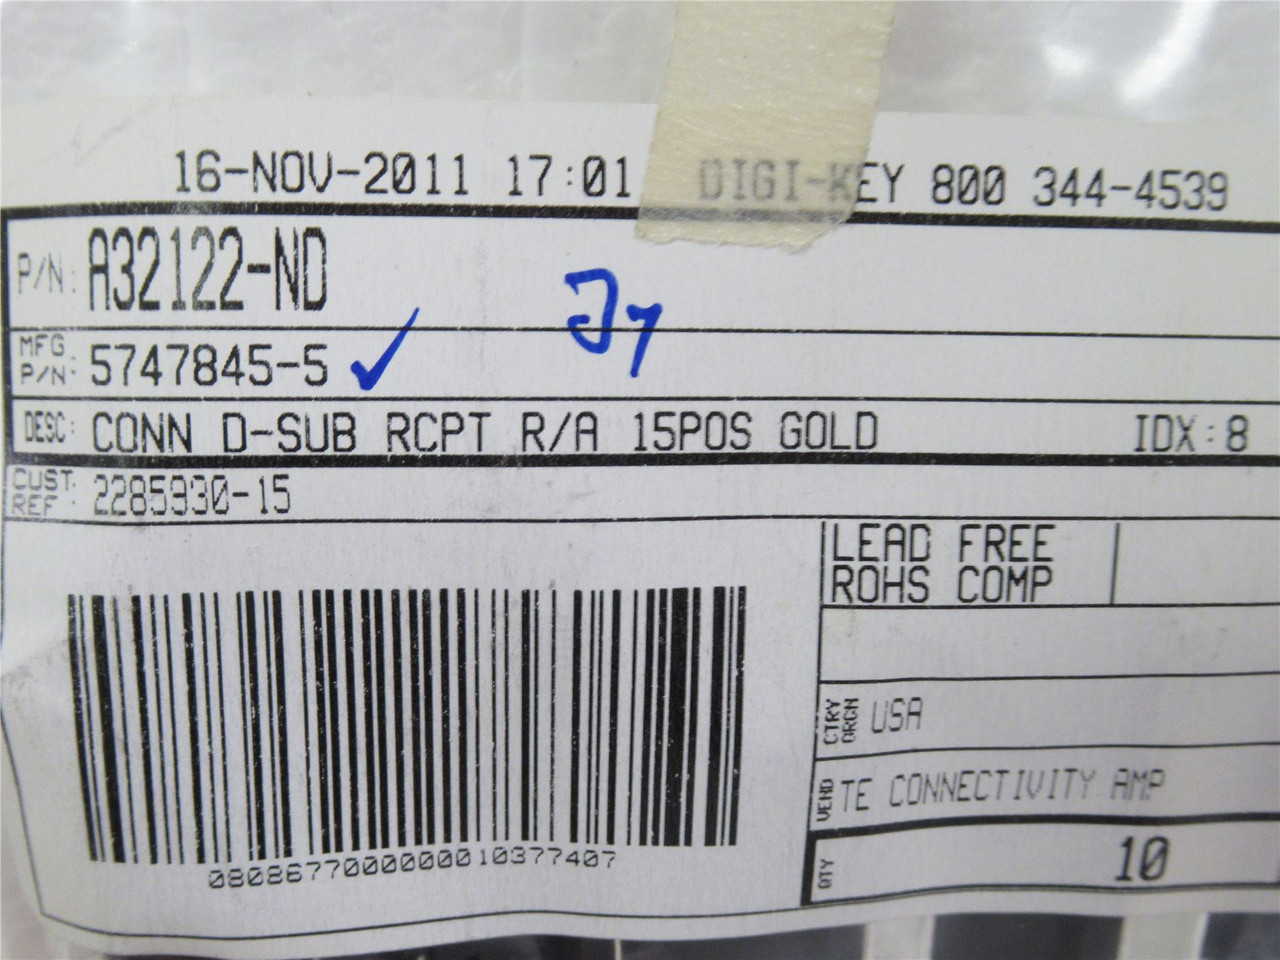 16-NOV-2011 17:01 DIGI-KEY 800 344-4539
P/N: A32122-ND
MFG. P/N: 5747845-5
DESC: CONN D-SUB RCPT R/A 15POS GOLD IDX:8
CUST. REF : 2285930-15
LEAD FREE
ROHS COMP
CTRY ORGN USA
VEND TE CONNECTIVITY AMP
QTY 10
0808677000000010377407